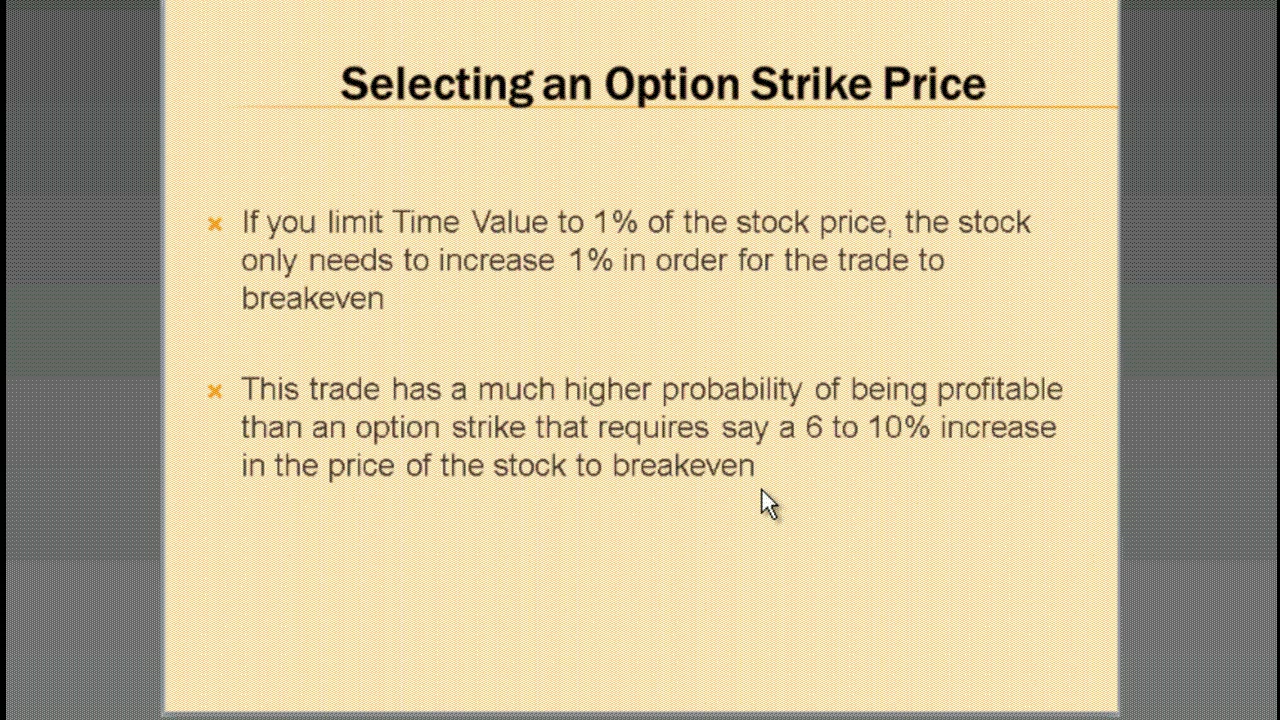 Selecting an Option Strike Price
If you limit Time Value to 1% of the stock price, the stock
only needs to increase 1% in order for the trade to
breakeven
This trade has a much higher probability of being profitable
than an option strike that requires say a 6 to 10% increase
in the price of the stock to breakeven